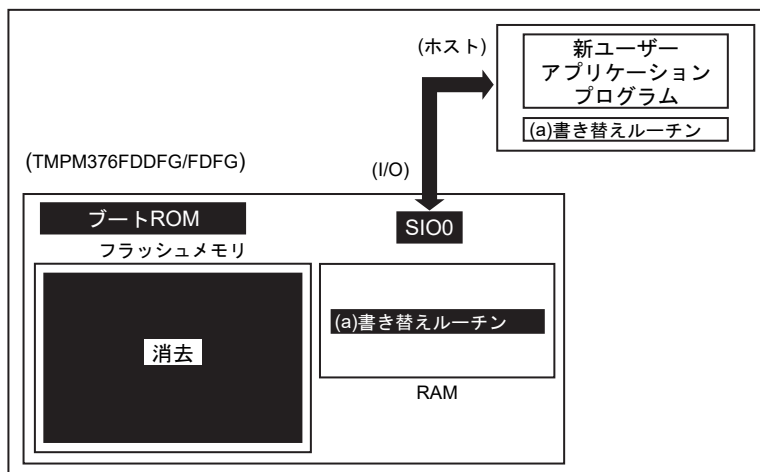 (ホスト)
新ユーザー
アプリケーション
プログラム
(a)書き替えルーチン
(TMPM376FDDFG/FDFG)
(I/O)
ブートROM
SIO0
フラッシュメモリ
消去
(a)書き替えルーチン
RAM